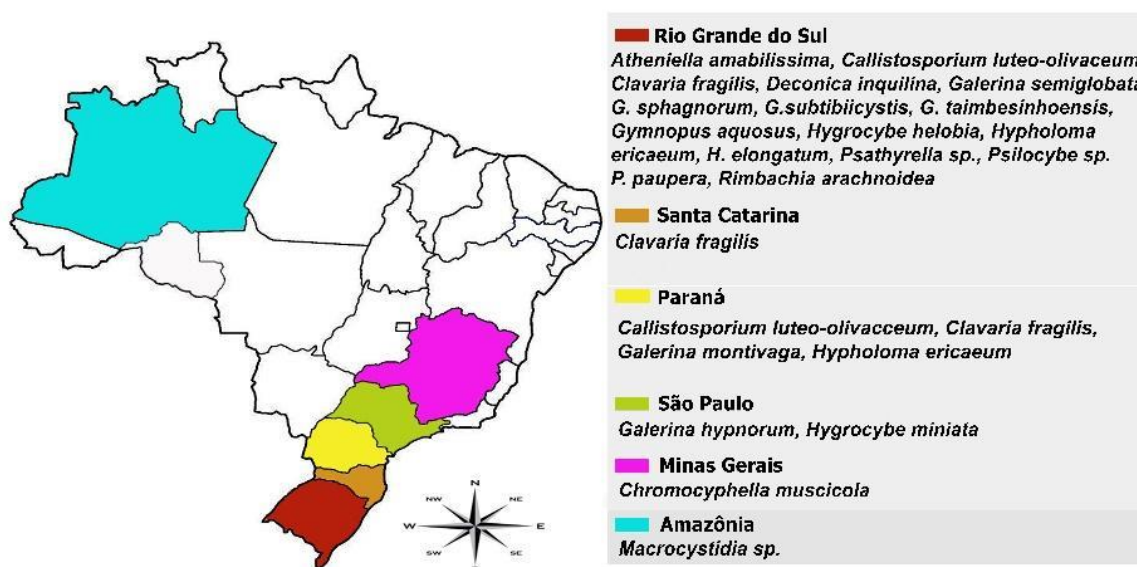 Rio Grande do Sul
Atheniella amabilissima, Callistosporium luteo-olivaceum,
Clavaria fragilis, Deconica inquilina, Galerina semiglobata
G. sphagnorum, G.subtibiicystis, G. taimbesinhoensis,
Gymnopus aquosus, Hygrocybe helobia, Hypholoma
ericaeum, H. elongatum, Psathyrella sp., Psilocybe sp.
P. paupera, Rimbachia arachnoidea
Santa Catarina
Clavaria fragilis
Paraná
Callistosporium luteo-olivacceum, Clavaria fragilis,
Galerina montivaga, Hypholoma ericaeum
São Paulo
Galerina hypnorum, Hygrocybe miniata
Minas Gerais
Chromocyphella muscicola
Amazônia
Macrocystidia sp.
N
NW NE
W E
SW SE
S